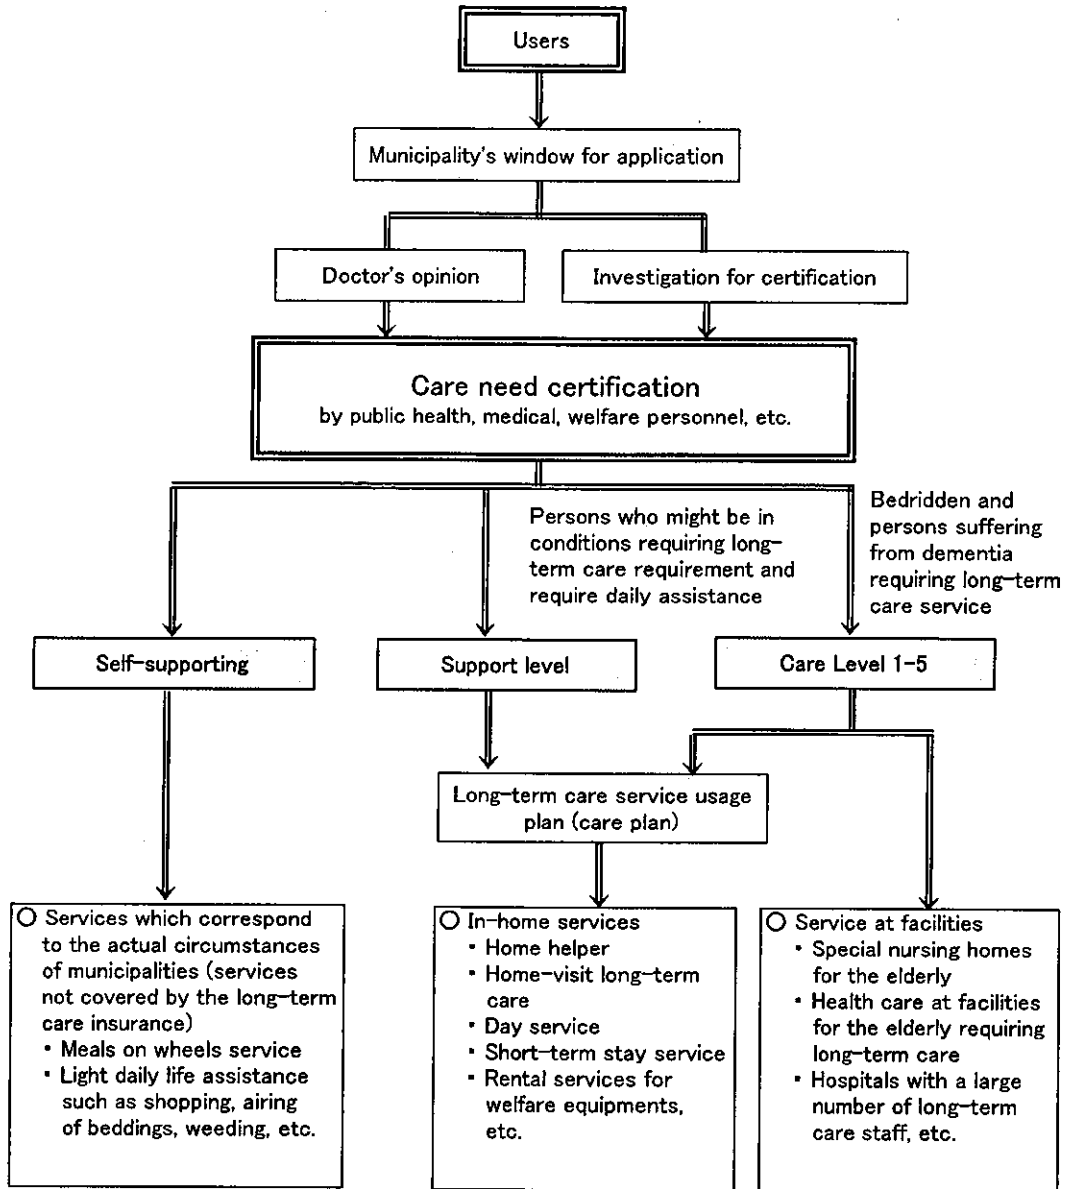 Users
Municipality's window for application
Doctor's opinion
Investigation for certification
Care need certification
by public health, medical, welfare personnel, etc.
Persons who might be in
conditions requiring long-
term care requirement and
require daily assistance
Bedridden and
persons suffering
from dementia
requiring long-term
care service
Self-supporting
Support level
Care Level 1-5
Long-term care service usage
plan (care plan)
○ Services which correspond
to the actual circumstances
of municipalities (services
not covered by the long-term
care insurance)
・ Meals on wheels service
・ Light daily life assistance
such as shopping, airing
of beddings, weeding, etc.
○ In-home services
・ Home helper
・ Home-visit long-term
care
・ Day service
・ Short-term stay service
・ Rental services for
welfare equipments,
etc.
○ Service at facilities
・ Special nursing homes
for the elderly
・ Health care at facilities
for the elderly requiring
long-term care
・ Hospitals with a large
number of long-term
care staff, etc.